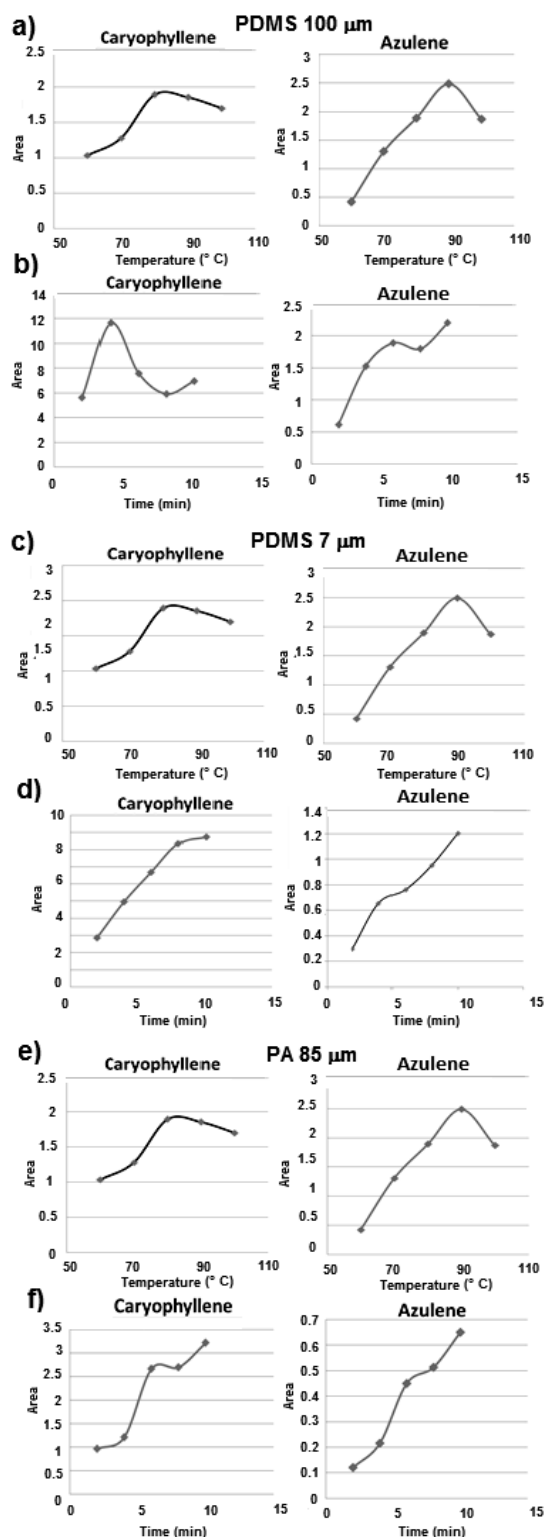 a)
PDMS 100 µm
Caryophyllene
2.5
2
1.5
1
0.5
0
Area
50 70 90 110
Temperature (° C)
Azulene
3
2.5
2
1.5
1
0.5
0
Area
50 70 90 110
Temperature (° C)
b)
Caryophyllene
14
12
10
8
6
4
2
0
Area
0 5 10 15
Time (min)
Azulene
2.5
2
1.5
1
0.5
0
Area
0 5 10 15
Time (min)
c)
PDMS 7 µm
Caryophyllene
3
2.5
2
1.5
1
0.5
0
Area
50 70 90 110
Temperature (° C)
Azulene
3
2.5
2
1.5
1
0.5
0
Area
50 70 90 110
Temperature (° C)
d)
Caryophyllene
10
8
6
4
2
0
Area
0 5 10 15
Time (min)
Azulene
1.4
1.2
1
0.8
0.6
0.4
0.2
0
Area
0 5 10 15
Time (min)
e)
PA 85 µm
Caryophyllene
2.5
2
1.5
1
0.5
0
Area
50 70 90 110
Temperature (° C)
Azulene
3
2.5
2
1.5
1
0.5
0
Area
50 70 90 110
Temperature (° C)
f)
Caryophyllene
3.5
3
2.5
2
1.5
1
0.5
0
Area
0 5 10 15
Time (min)
Azulene
0.7
0.6
0.5
0.4
0.3
0.2
0.1
0
Area
0 5 10 15
Time (min)